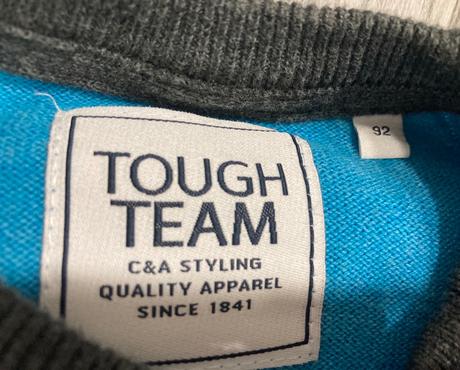 TOUGH
TEAM
C&A STYLING
QUALITY APPAREL
SINCE 1841
92